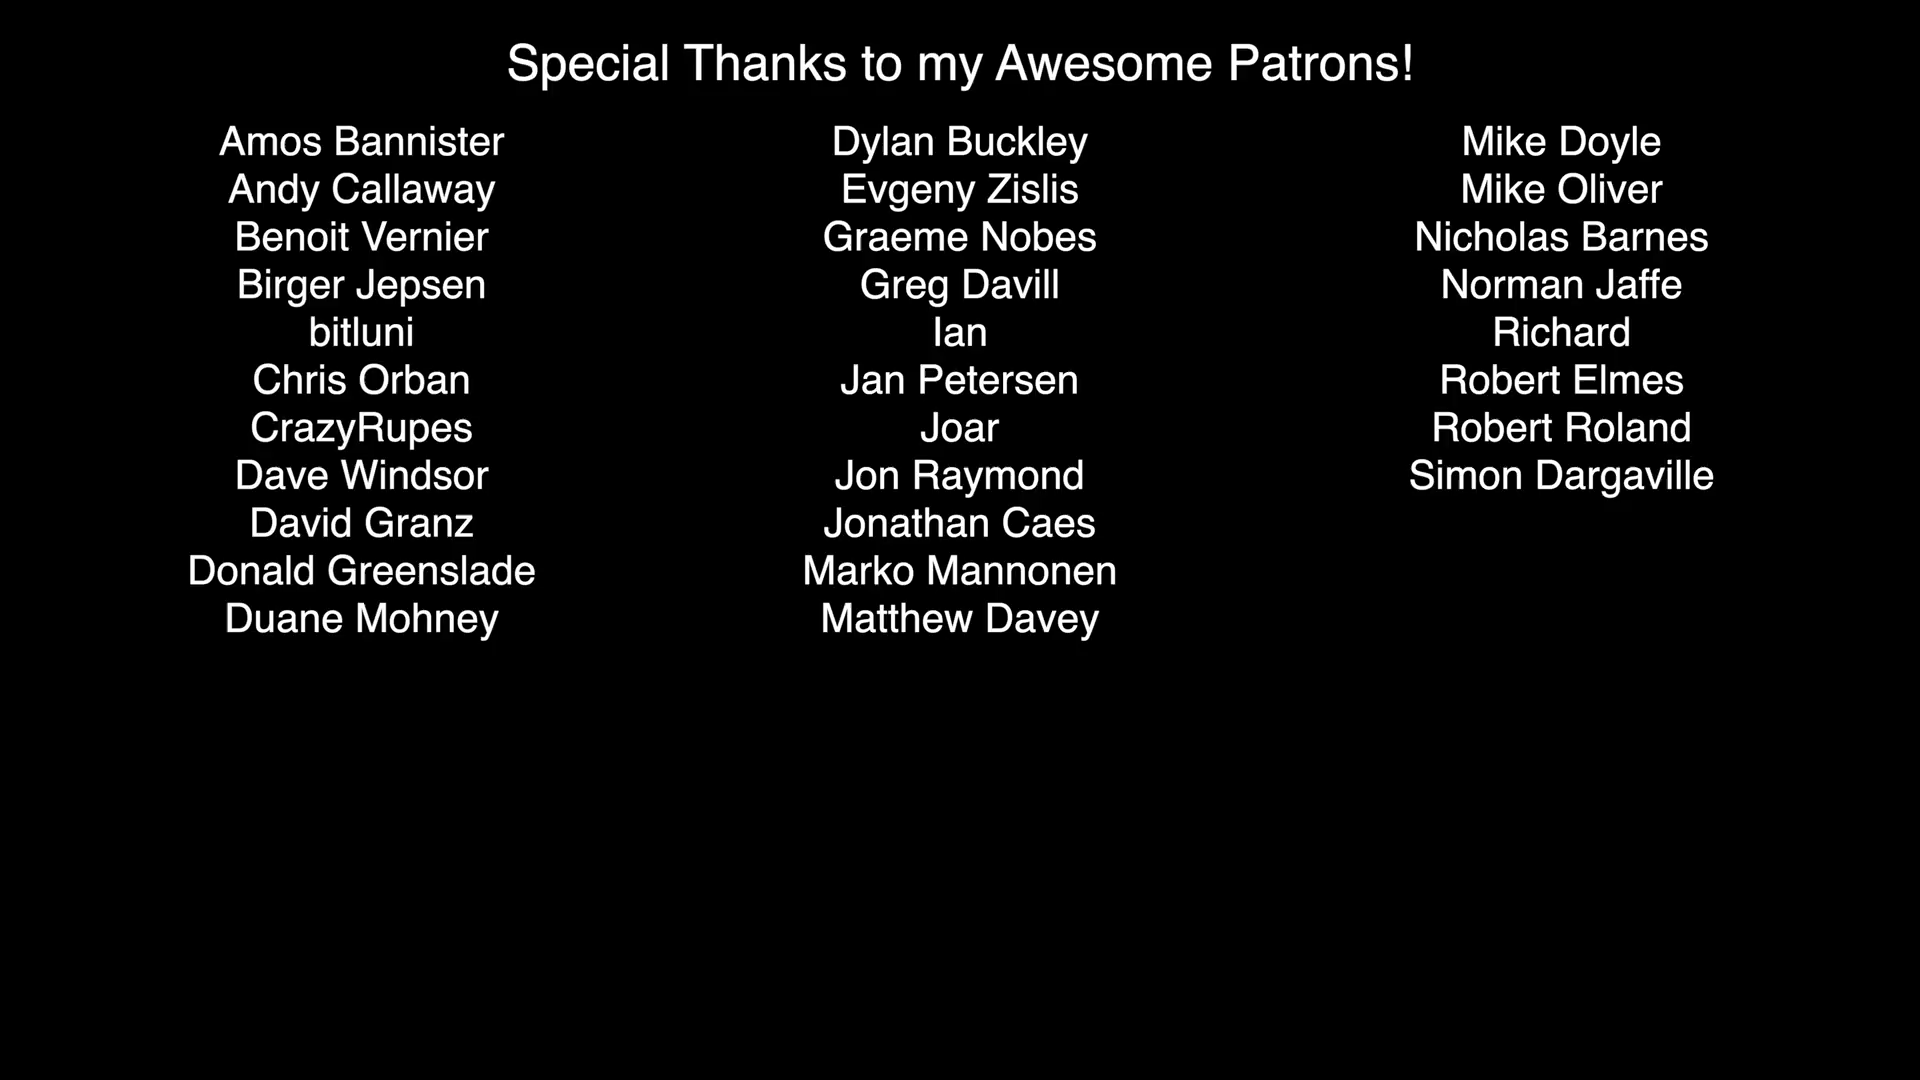 Special Thanks to my Awesome Patrons!
Amos Bannister
Andy Callaway
Benoit Vernier
Birger Jepsen
bitluni
Chris Orban
CrazyRupes
Dave Windsor
David Granz
Donald Greenslade
Duane Mohney
Dylan Buckley
Evgeny Zislis
Graeme Nobes
Greg Davill
Ian
Jan Petersen
Joar
Jon Raymond
Jonathan Caes
Marko Mannonen
Matthew Davey
Mike Doyle
Mike Oliver
Nicholas Barnes
Norman Jaffe
Richard
Robert Elmes
Robert Roland
Simon Dargaville